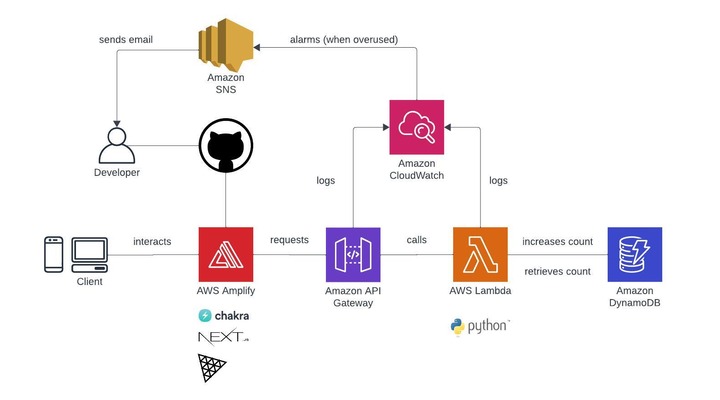 sends email
alarms (when overused)
Amazon
SNS
Developer
Amazon
CloudWatch
logs
logs
interacts
requests
calls
increases count
retrieves count
Client
AWS Amplify
Amazon API
Gateway
AWS Lambda
Amazon
DynamoDB
chakra
NEXT.JS
python™